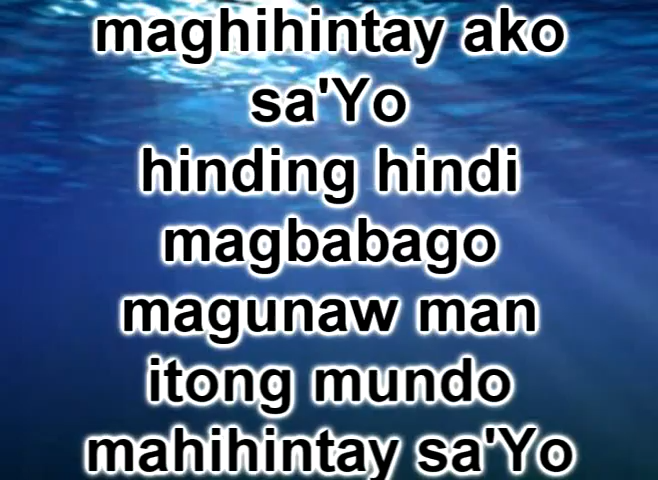 maghihintay ako
sa'Yo
hinding hindi
magbabago
magunaw man
itong mundo
mahihintay sa'Yo